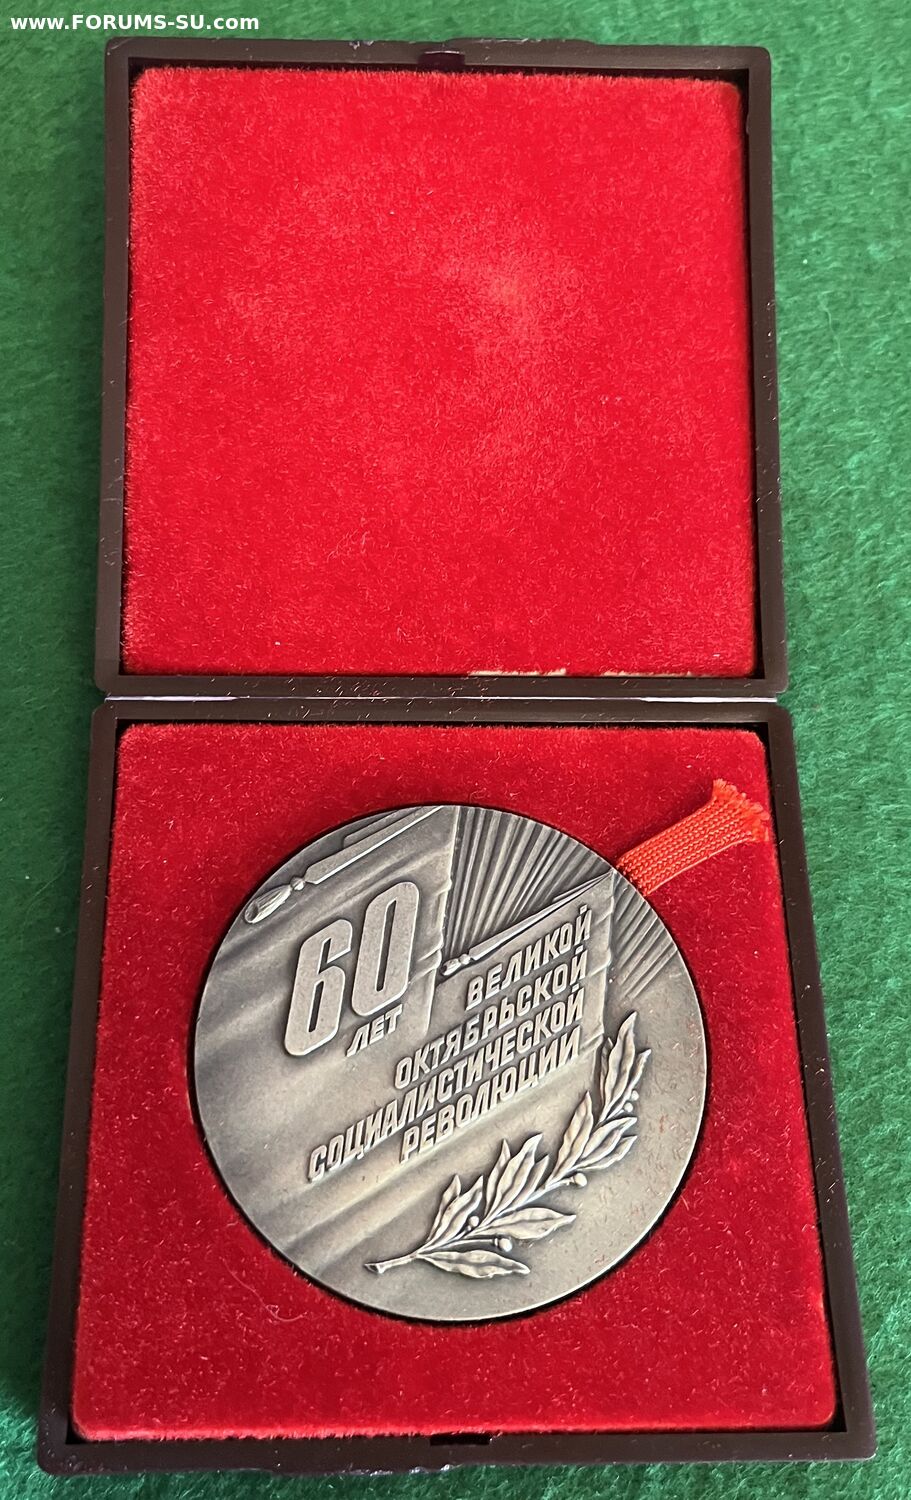 www.FORUMS-SU.com
60
ЛЕТ
ВЕЛИКОЙ
ОКТЯБРЬСКОЙ
СОЦИАЛИСТИЧЕСКОЙ
РЕВОЛЮЦИИ